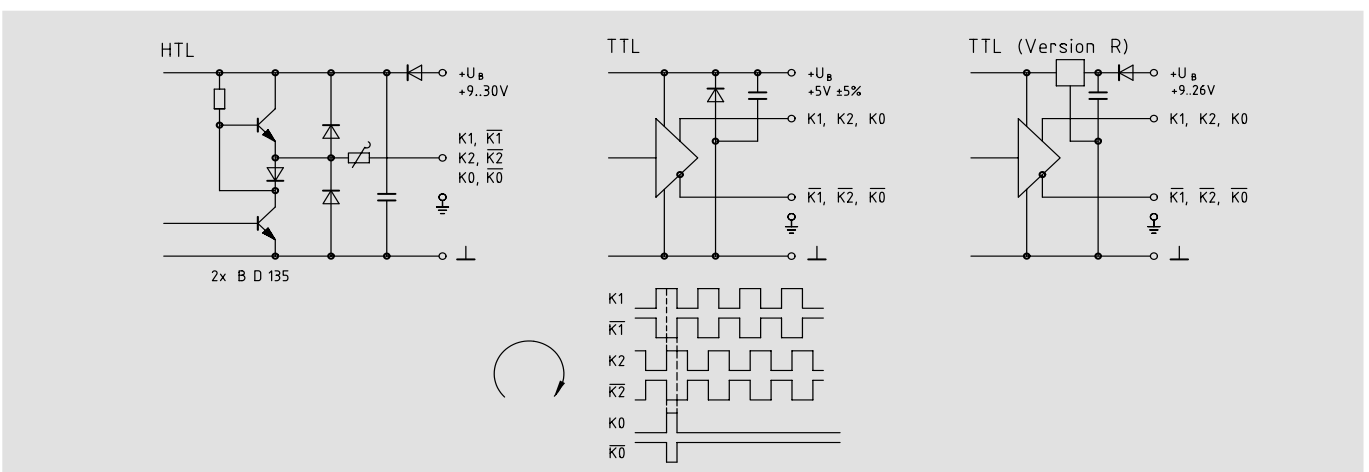 HTL
+U_B
+9..30V
K1, K̅1̅
K2, K̅2̅
K0, K̅0̅
2x B D 135
TTL
+U_B
+5V ±5%
K1, K2, K0
K̅1̅, K̅2̅, K̅0̅
TTL (Version R)
+U_B
+9..26V
K1, K2, K0
K̅1̅, K̅2̅, K̅0̅
K1
K̅1̅
K2
K̅2̅
K0
K̅0̅